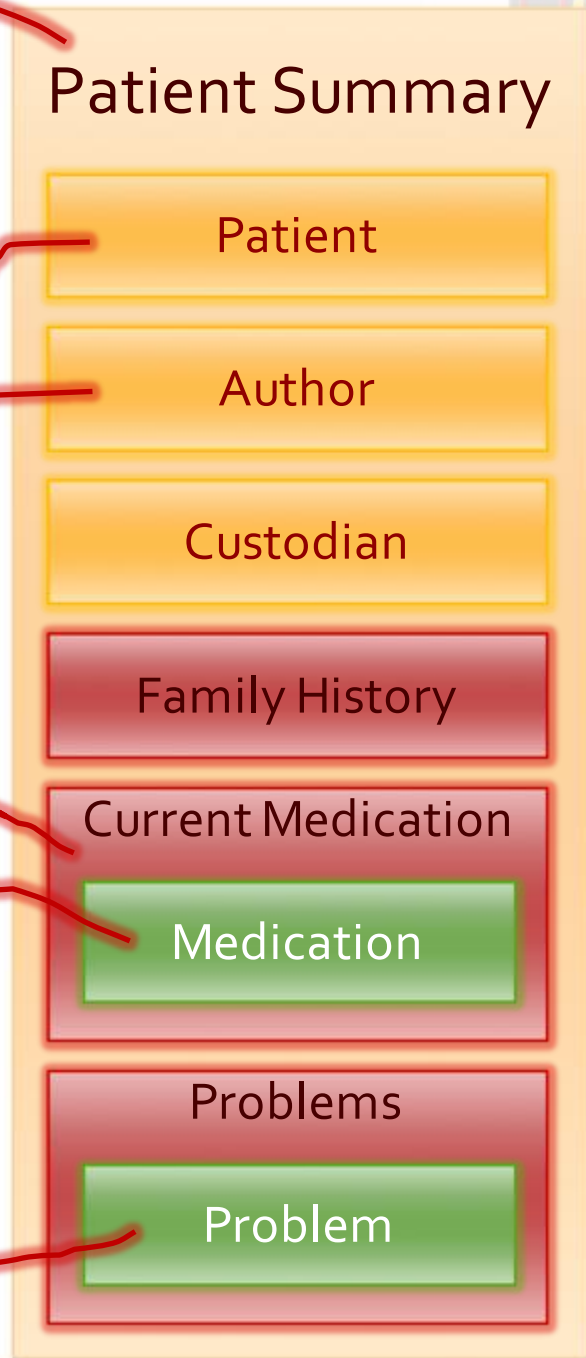 Patient Summary
Patient
Author
Custodian
Family History
Current Medication
Medication
Problems
Problem